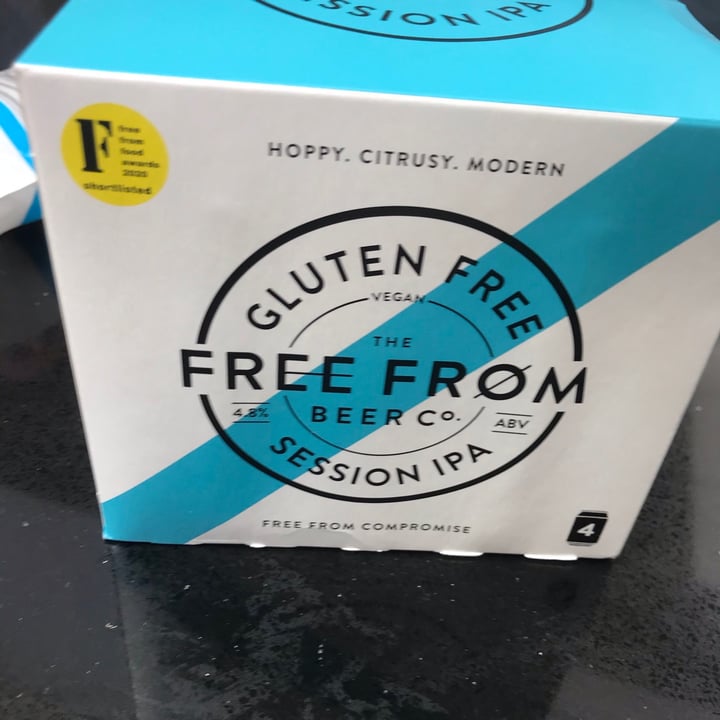 SESSION IPA
F
free
from
food
awards
2020
shortlisted
HOPPY. CITRUSY. MODERN
GLUTEN FREE
VEGAN
THE
FREE FRØM
4.8%
BEER Co.
ABV
SESSION IPA
FREE FROM COMPROMISE
4